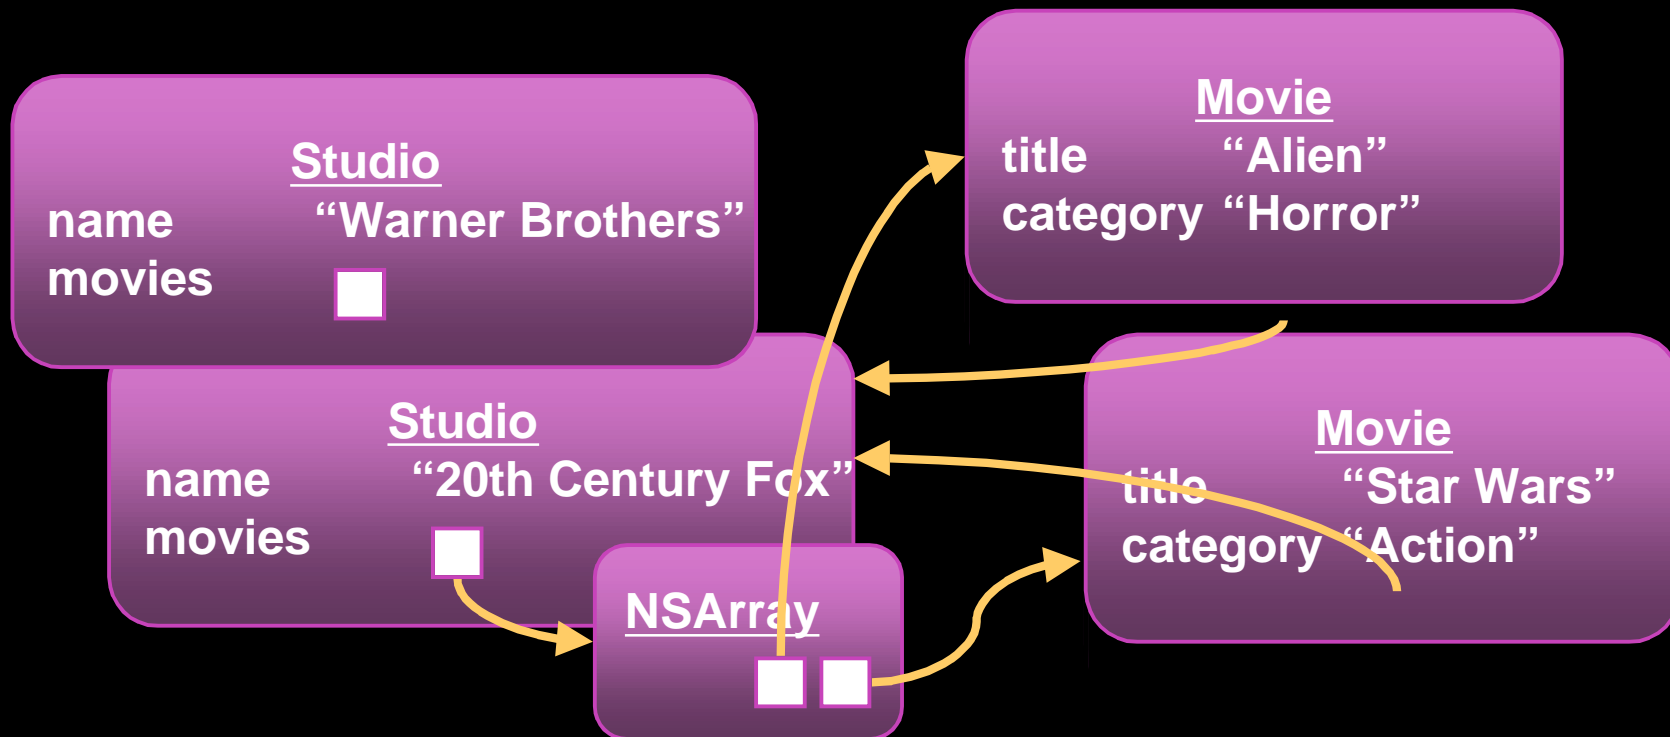 Studio
name “Warner Brothers”
movies
Studio
name “20th Century Fox”
movies
NSArray
Movie
title “Alien”
category “Horror”
Movie
title “Star Wars”
category “Action”